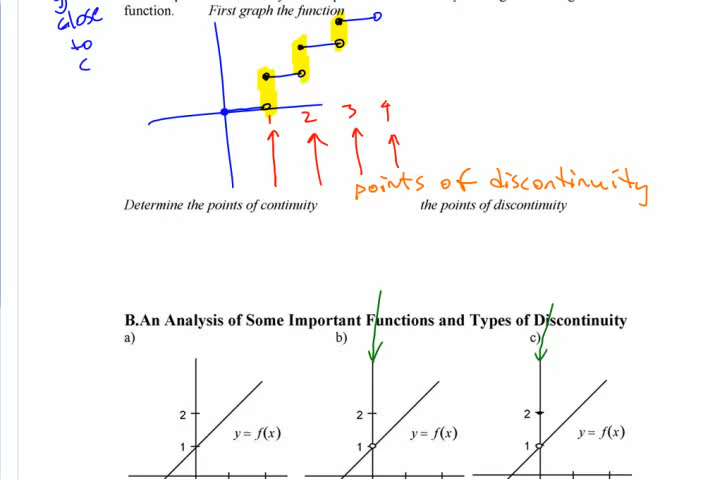 close
to
c
function. First graph the function
1 2 3 4
points of discontinuity
Determine the points of continuity the points of discontinuity
B.An Analysis of Some Important Functions and Types of Discontinuity
a) b) c)
2 2 2
y = f(x) y = f(x) y = f(x)
1 1 1